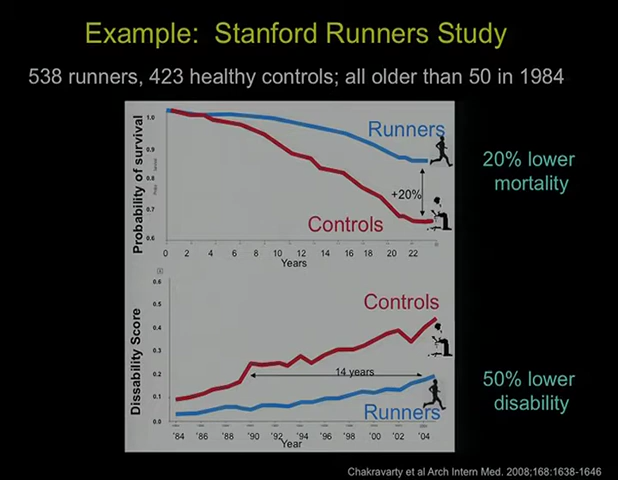 Example: Stanford Runners Study
538 runners, 423 healthy controls; all older than 50 in 1984
Probability of survival
1.0
0.9
0.8
0.7
0.6
Runners
+20%
Controls
0 2 4 6 8 10 12 14 16 18 20 22
Years
20% lower
mortality
Dissability Score
0.6
0.5
0.4
0.3
0.2
0.1
0.0
Controls
14 years
Runners
'84 '86 '88 '90 '92 '94 '96 '98 '00 '02 '04
Year
50% lower
disability
Chakravarty et al Arch Intern Med. 2008;168:1638-1646